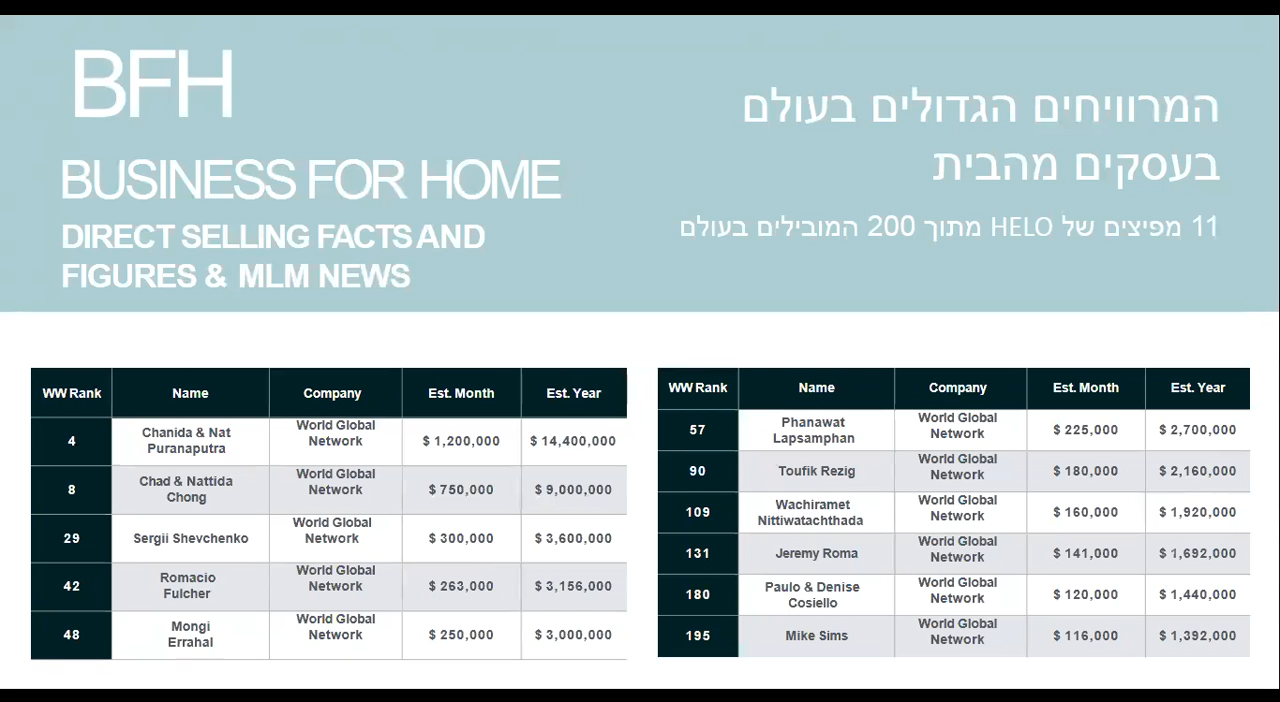 BFH
BUSINESS FOR HOME
DIRECT SELLING FACTS AND
FIGURES & MLM NEWS
המרוויחים הגדולים בעולם
בעסקים מהבית
11 מפיצים של HELO מתוך 200 המובילים בעולם
WW Rank Name Company Est. Month Est. Year
4 Chanida & Nat Puranaputra World Global Network $ 1,200,000 $ 14,400,000
8 Chad & Nattida Chong World Global Network $ 750,000 $ 9,000,000
29 Sergii Shevchenko World Global Network $ 300,000 $ 3,600,000
42 Romacio Fulcher World Global Network $ 263,000 $ 3,156,000
48 Mongi Errahal World Global Network $ 250,000 $ 3,000,000
WW Rank Name Company Est. Month Est. Year
57 Phanawat Lapsamphan World Global Network $ 225,000 $ 2,700,000
90 Toufik Rezig World Global Network $ 180,000 $ 2,160,000
109 Wachiramet Nittiwatachthada World Global Network $ 160,000 $ 1,920,000
131 Jeremy Roma World Global Network $ 141,000 $ 1,692,000
180 Paulo & Denise Cosiello World Global Network $ 120,000 $ 1,440,000
195 Mike Sims World Global Network $ 116,000 $ 1,392,000